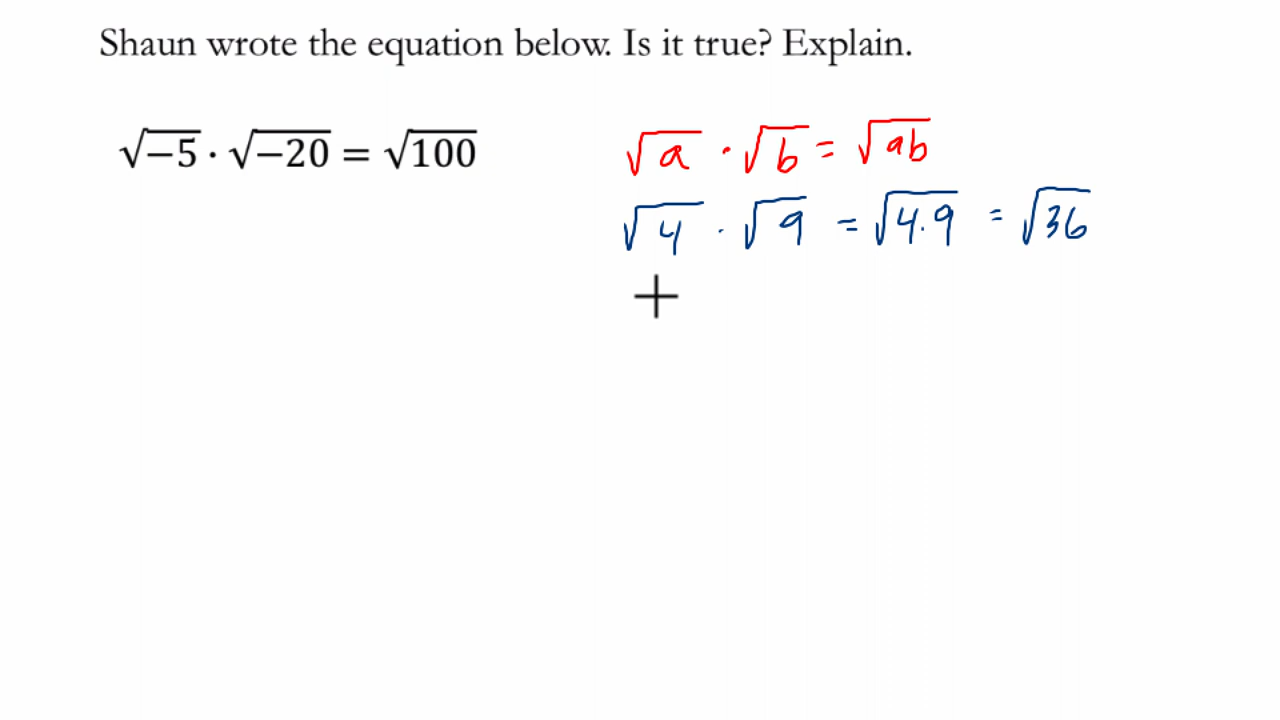 Shaun wrote the equation below. Is it true? Explain.
√−5 · √−20 = √100
√a · √b = √ab
√4 · √9 = √4·9 = √36